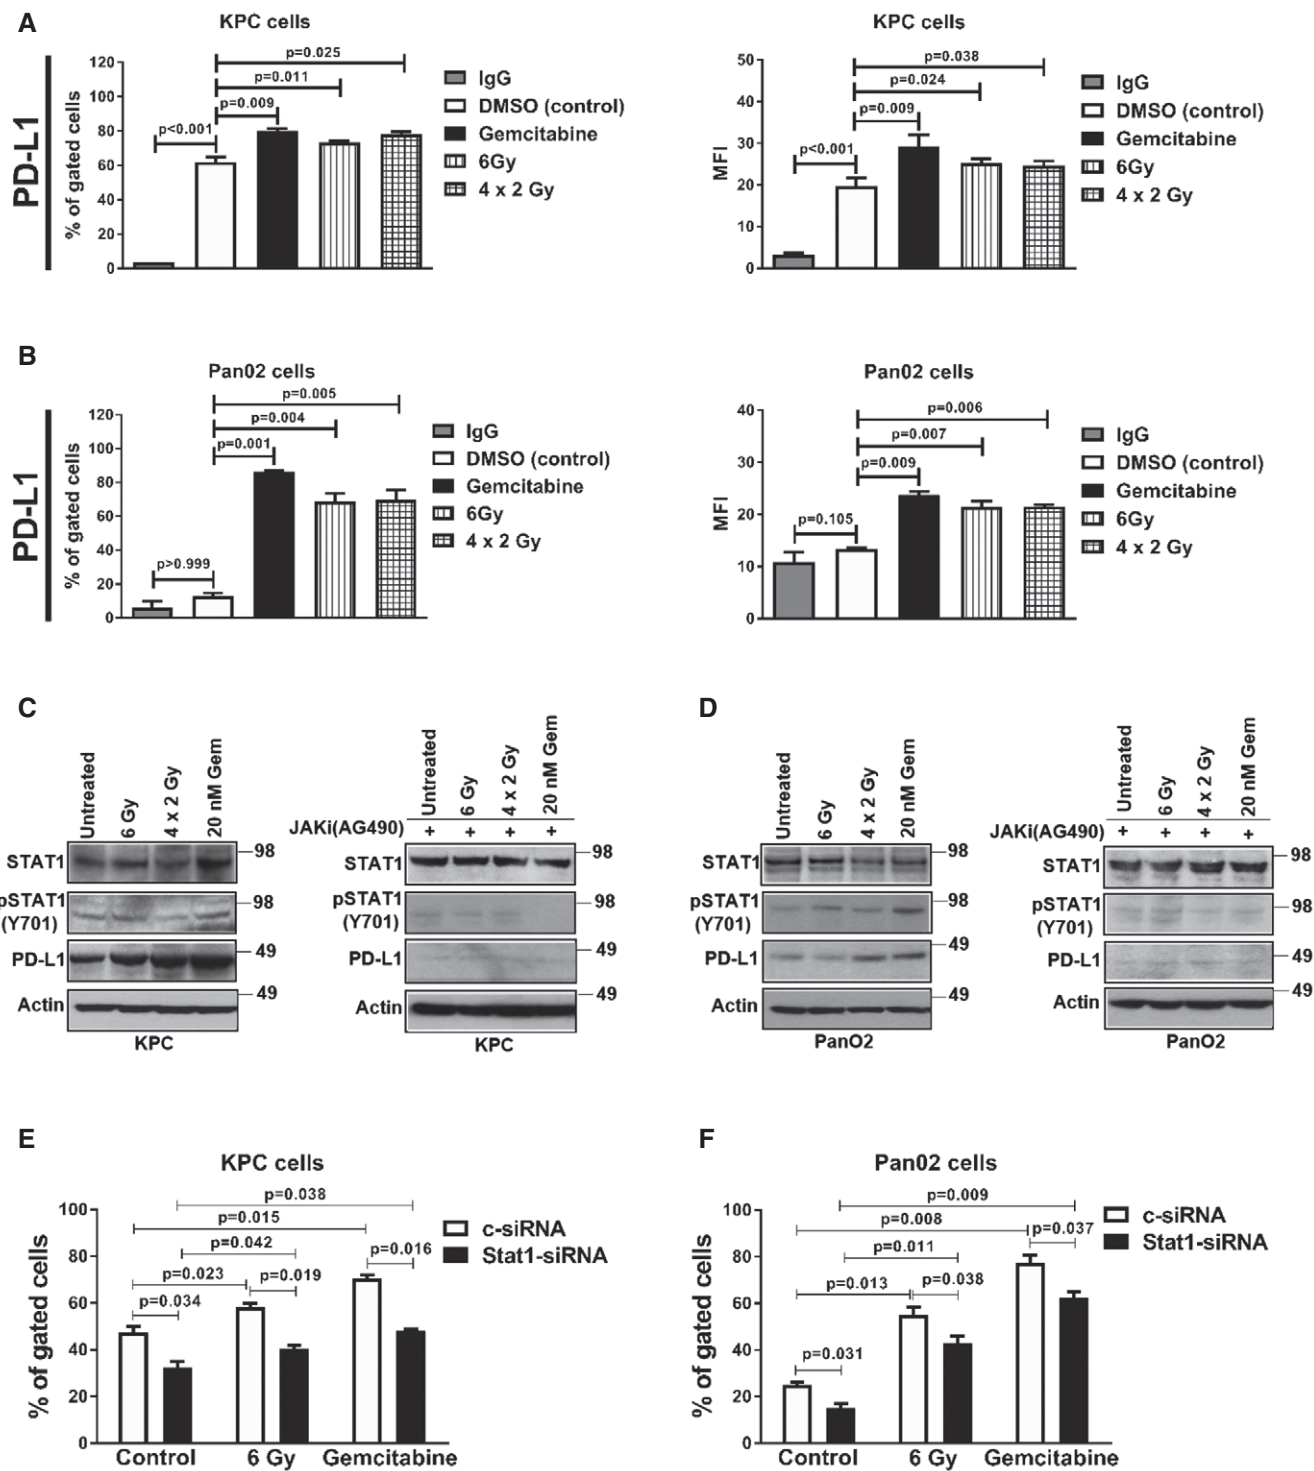 A
KPC cells
PD-L1
% of gated cells
120
100
80
60
40
20
0
p<0.001
p=0.009
p=0.011
p=0.025
IgG
DMSO (control)
Gemcitabine
6Gy
4 x 2 Gy
KPC cells
MFI
50
40
30
20
10
0
p<0.001
p=0.009
p=0.024
p=0.038
IgG
DMSO (control)
Gemcitabine
6Gy
4 x 2 Gy
B
Pan02 cells
PD-L1
% of gated cells
120
100
80
60
40
20
0
p>0.999
p=0.001
p=0.004
p=0.005
IgG
DMSO (control)
Gemcitabine
6Gy
4 x 2 Gy
Pan02 cells
MFI
40
30
20
10
0
p=0.105
p=0.009
p=0.007
p=0.006
IgG
DMSO (control)
Gemcitabine
6Gy
4 x 2 Gy
C
Untreated
6 Gy
4 x 2 Gy
20 nM Gem
STAT1
98
pSTAT1
(Y701)
98
PD-L1
49
Actin
49
KPC
Untreated
6 Gy
4 x 2 Gy
20 nM Gem
JAKi(AG490) + + + +
STAT1
98
pSTAT1
(Y701)
98
PD-L1
49
Actin
49
KPC
D
Untreated
6 Gy
4 x 2 Gy
20 nM Gem
STAT1
98
pSTAT1
(Y701)
98
PD-L1
49
Actin
49
PanO2
Untreated
6 Gy
4 x 2 Gy
20 nM Gem
JAKi(AG490) + + + +
STAT1
98
pSTAT1
(Y701)
98
PD-L1
49
Actin
49
PanO2
E
KPC cells
% of gated cells
100
80
60
40
20
0
p=0.038
p=0.015
p=0.042
p=0.016
p=0.023
p=0.019
p=0.034
c-siRNA
Stat1-siRNA
Control
6 Gy
Gemcitabine
F
Pan02 cells
% of gated cells
100
80
60
40
20
0
p=0.009
p=0.008
p=0.037
p=0.011
p=0.013
p=0.038
p=0.031
c-siRNA
Stat1-siRNA
Control
6 Gy
Gemcitabine